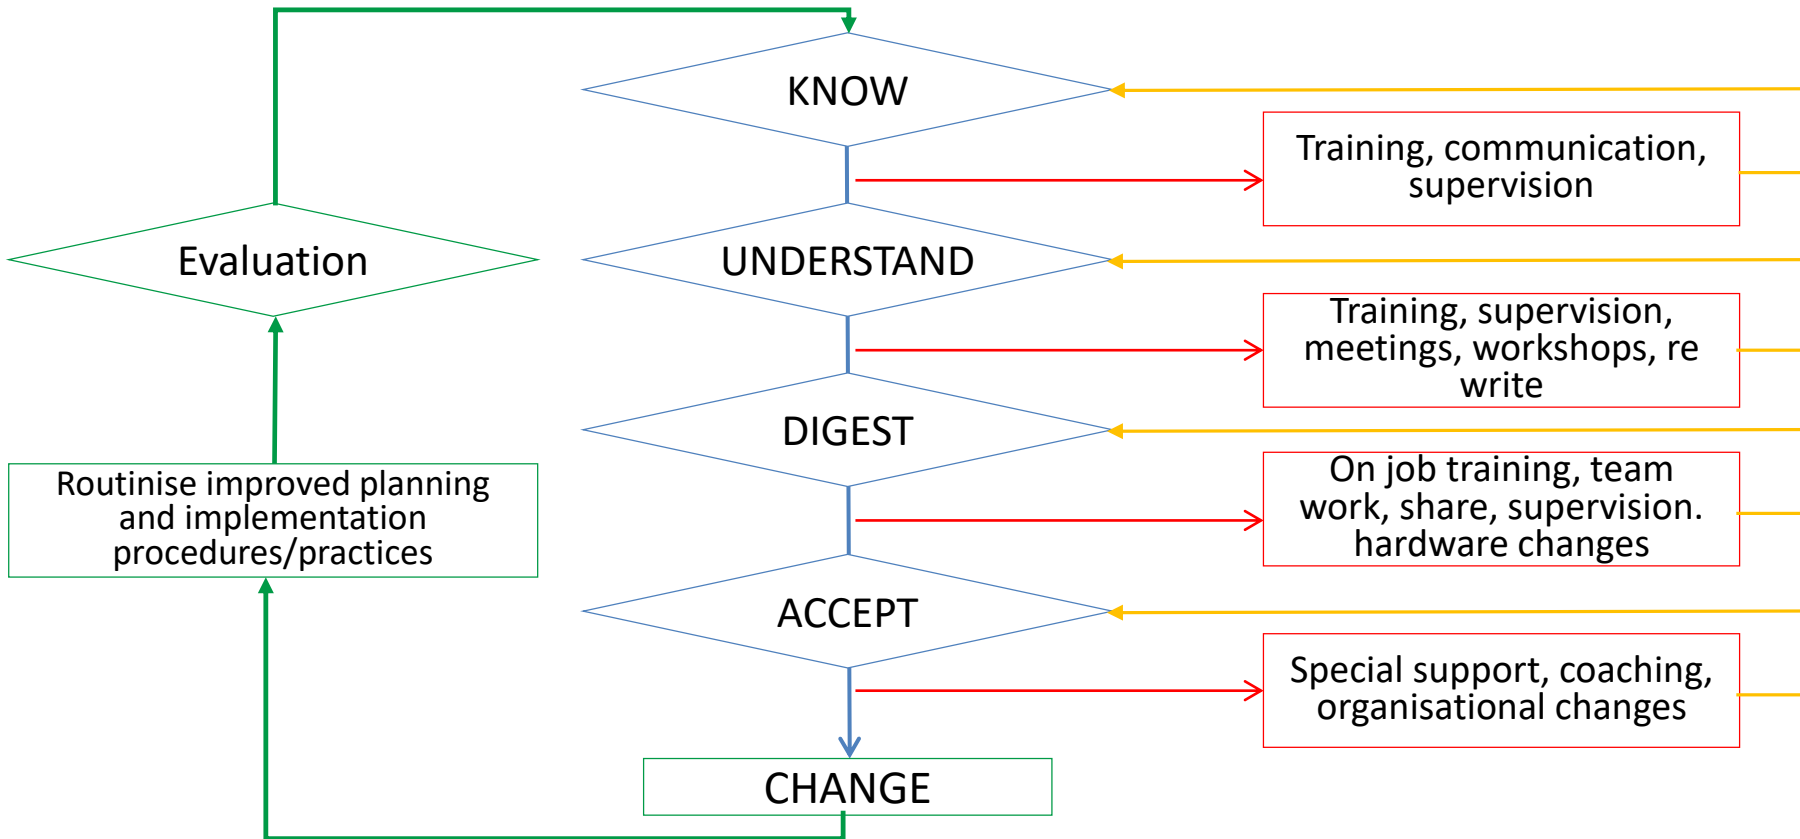 KNOW
Training, communication,
supervision
Evaluation
UNDERSTAND
Training, supervision,
meetings, workshops, re
write
DIGEST
Routinise improved planning
and implementation
procedures/practices
On job training, team
work, share, supervision.
hardware changes
ACCEPT
Special support, coaching,
organisational changes
CHANGE